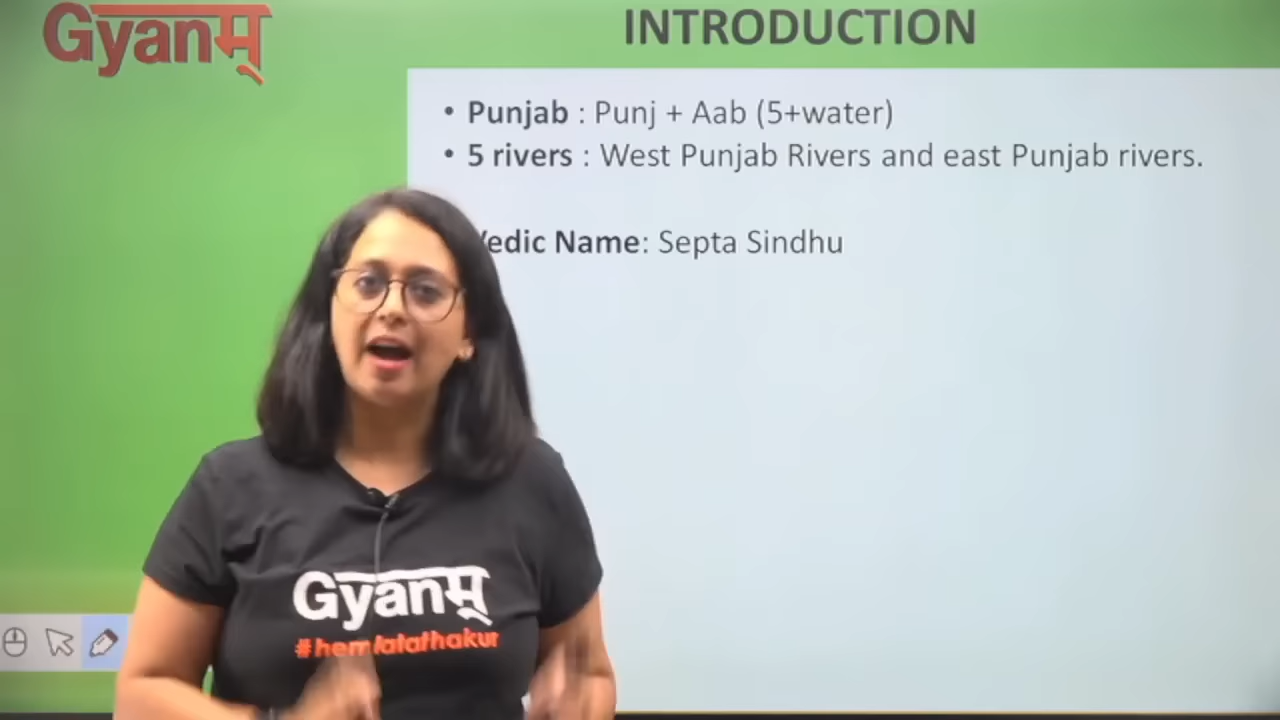 Gyanम्
INTRODUCTION
• Punjab : Punj + Aab (5+water)
• 5 rivers : West Punjab Rivers and east Punjab rivers.
Vedic Name: Septa Sindhu
Gyanम्
#hemlatathakur